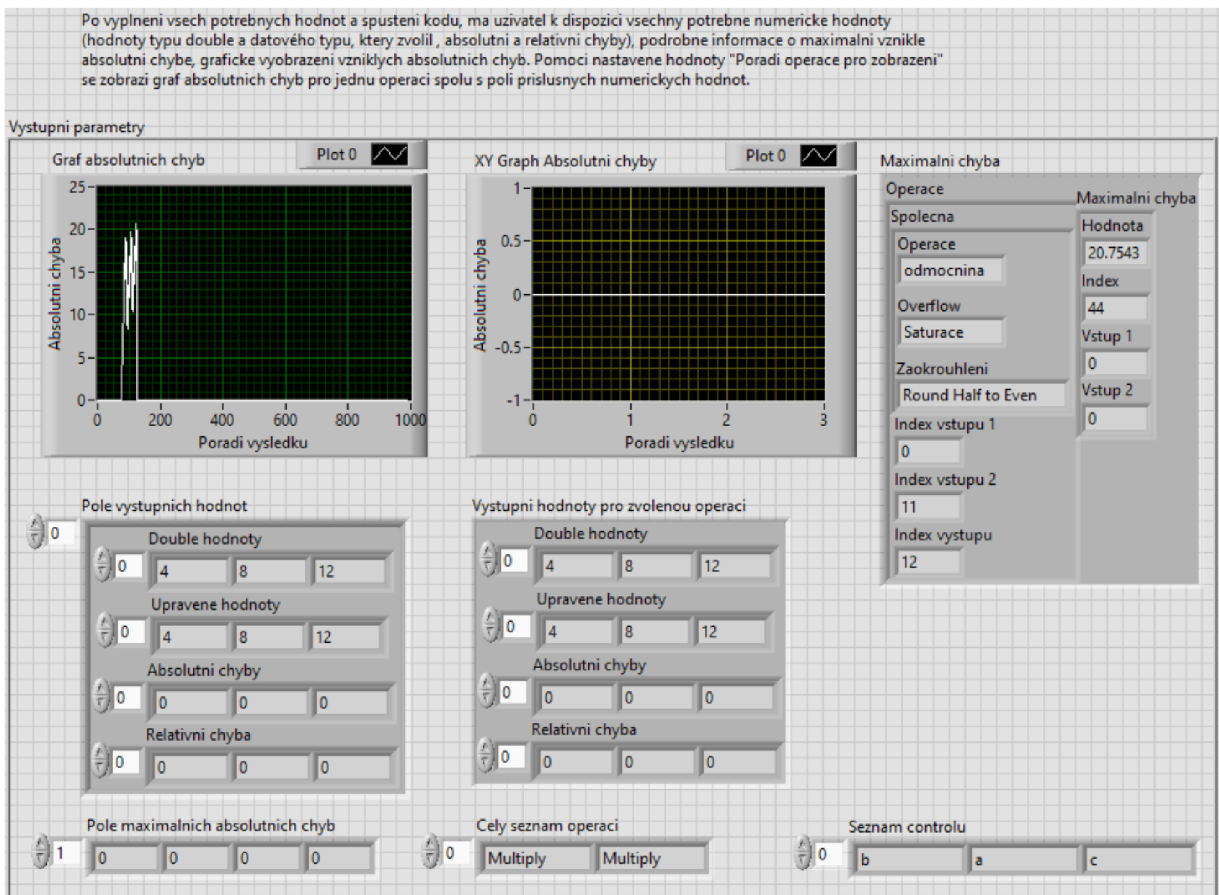 Po vyplneni vsech potrebnych hodnot a spusteni kodu, ma uzivatel k dispozici vsechny potrebne numericke hodnoty
(hodnoty typu double a datového typu, ktery zvolil , absolutni a relativni chyby), podrobne informace o maximalni vznikle
absolutni chybe, graficke vyobrazeni vzniklych absolutnich chyb. Pomoci nastavene hodnoty "Poradi operace pro zobrazeni"
se zobrazi graf absolutnich chyb pro jednu operaci spolu s poli prislusnych numerickych hodnot.
Vystupni parametry
Graf absolutnich chyb
Plot 0
Absolutni chyba
25
20
15
10
5
0
0 200 400 600 800 1000
Poradi vysledku
XY Graph Absolutni chyby
Plot 0
Absolutni chyba
1
0.5
0
-0.5
-1
0 1 2 3
Poradi vysledku
Maximalni chyba
Operace
Spolecna
Operace
odmocnina
Overflow
Saturace
Zaokrouhleni
Round Half to Even
Index vstupu 1
0
Index vstupu 2
11
Index vystupu
12
Maximalni chyba
Hodnota
20.7543
Index
44
Vstup 1
0
Vstup 2
0
Pole vystupnich hodnot
0
Double hodnoty
0 4 8 12
Upravene hodnoty
0 4 8 12
Absolutni chyby
0 0 0 0
Relativni chyba
0 0 0 0
Vystupni hodnoty pro zvolenou operaci
Double hodnoty
0 4 8 12
Upravene hodnoty
0 4 8 12
Absolutni chyby
0 0 0 0
Relativni chyba
0 0 0 0
Pole maximalnich absolutnich chyb
1 0 0 0 0
Cely seznam operaci
0 Multiply Multiply
Seznam controlu
0 b a c